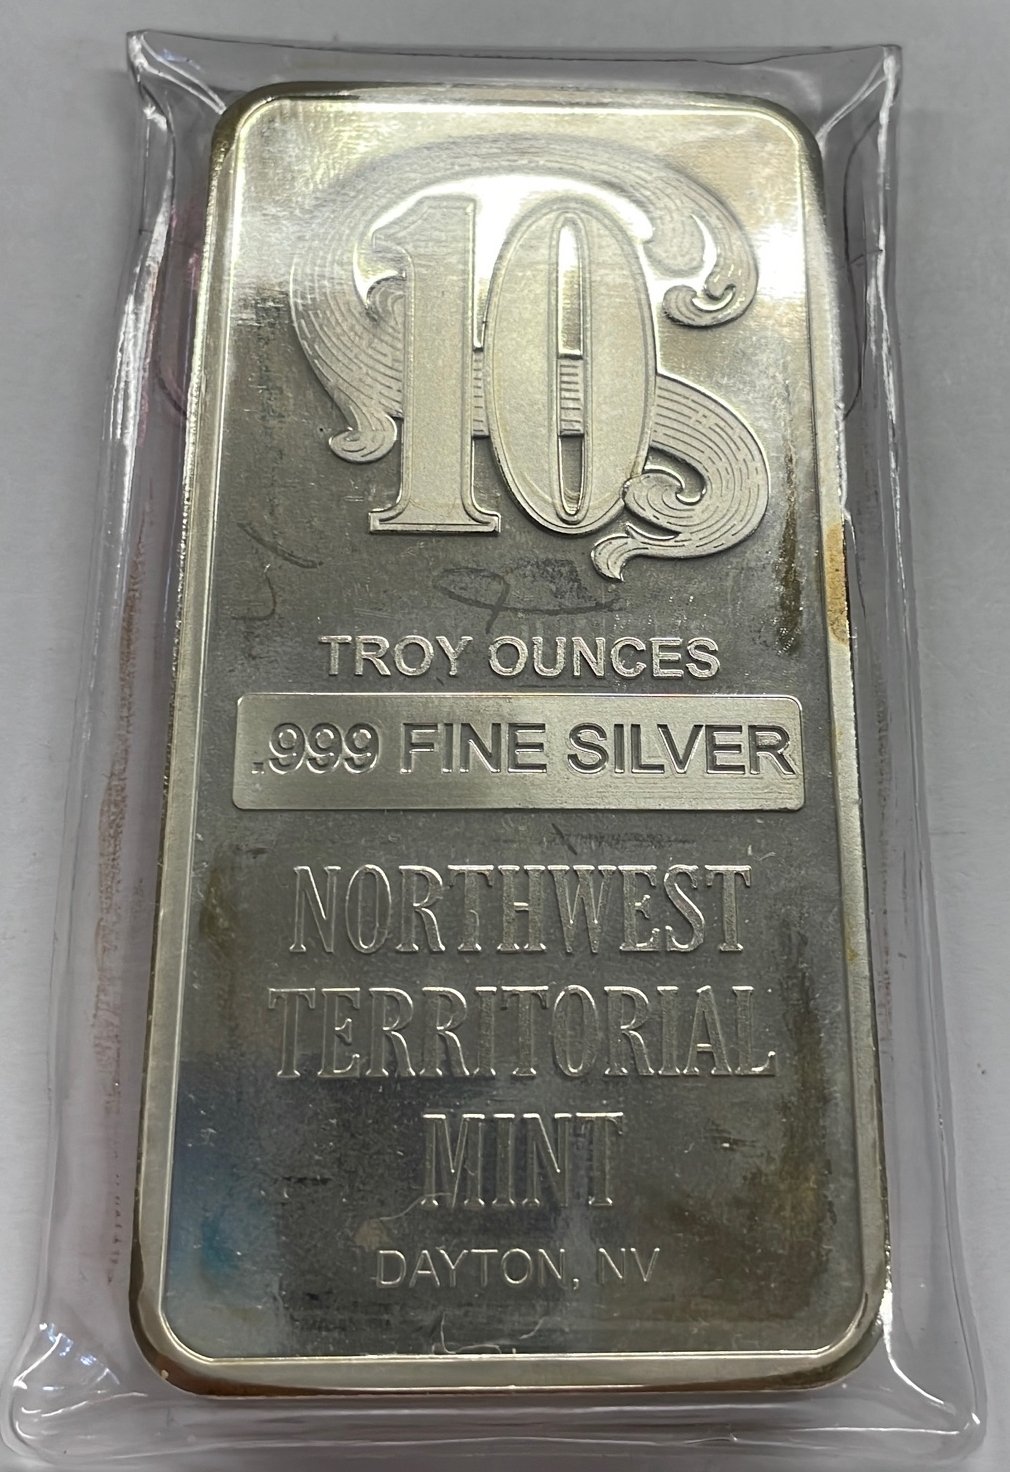 10
TROY OUNCES
.999 FINE SILVER
NORTHWEST
TERRITORIAL
MINT
DAYTON, NV